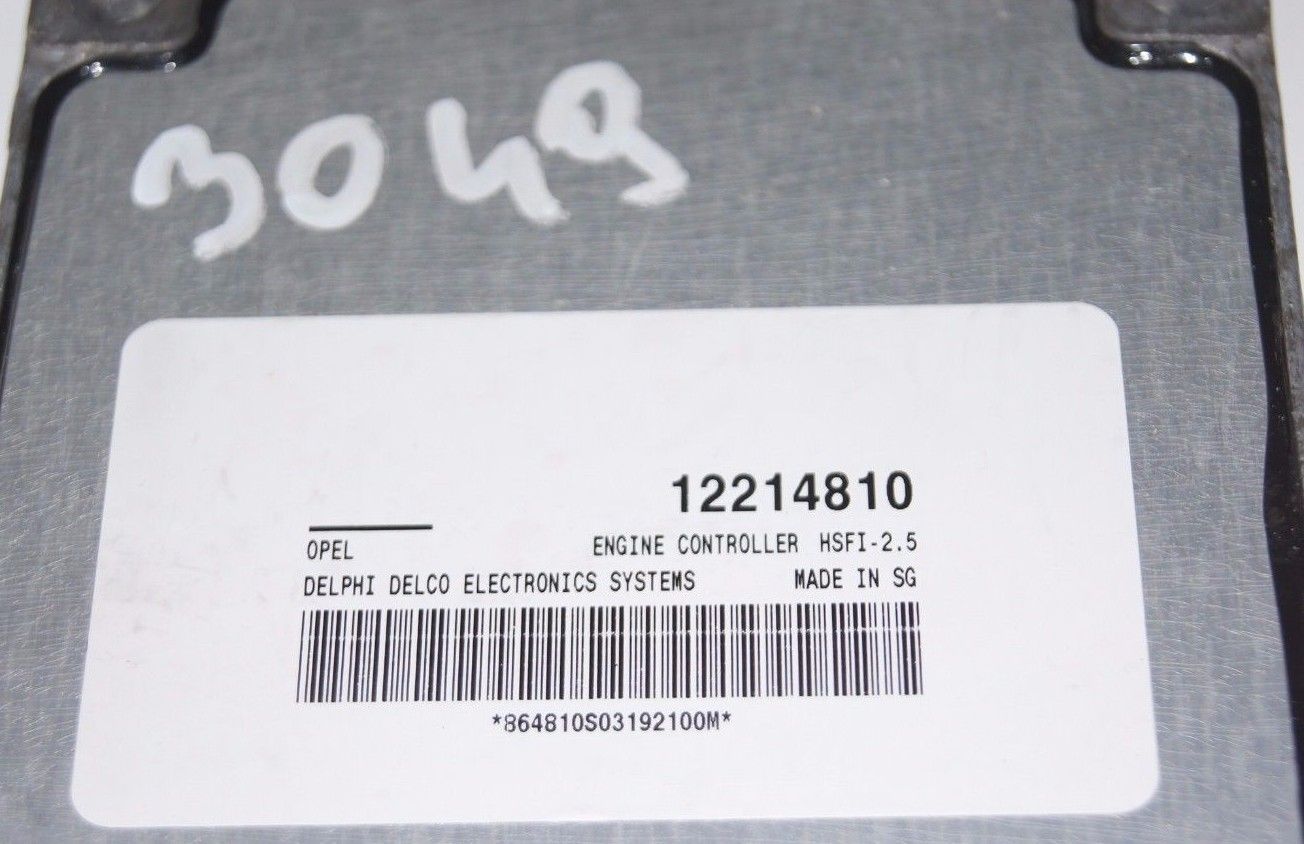 3049
12214810
OPEL ENGINE CONTROLLER HSFI-2.5
DELPHI DELCO ELECTRONICS SYSTEMS MADE IN SG
*864810S03192100M*